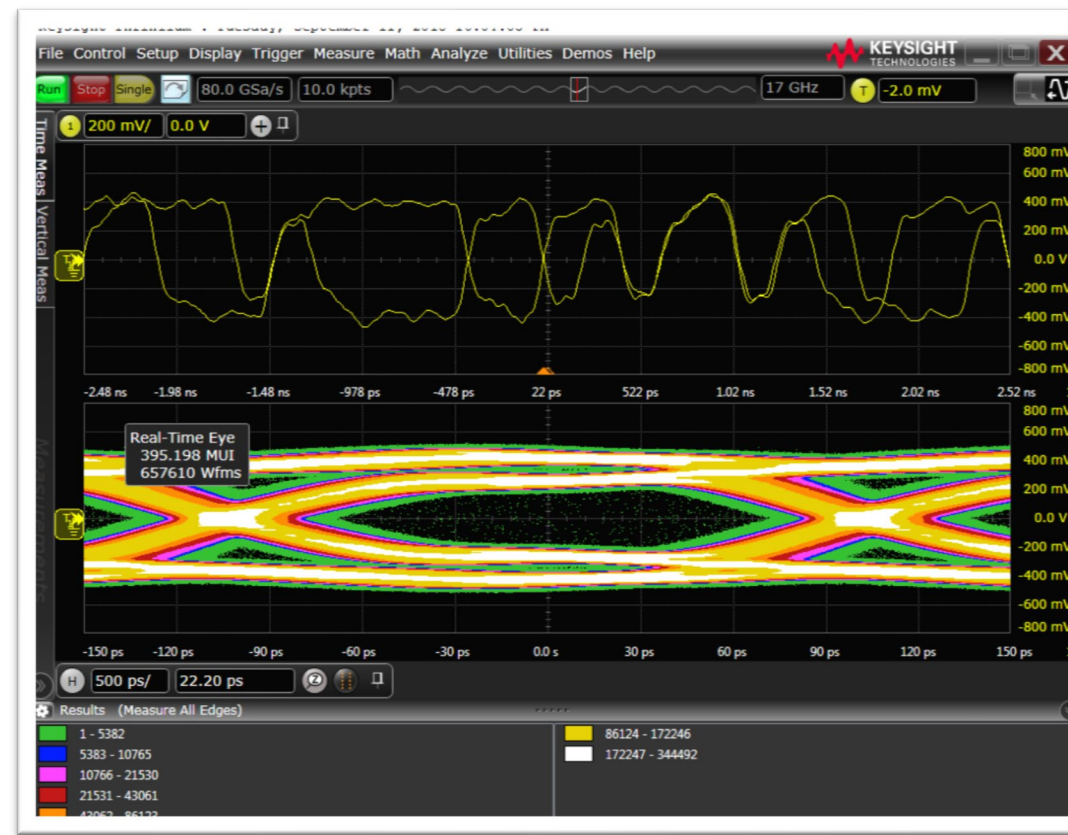 File Control Setup Display Trigger Measure Math Analyze Utilities Demos Help
KEYSIGHT
TECHNOLOGIES
X
Run Stop Single 80.0 GSa/s 10.0 kpts 17 GHz T -2.0 mV
1 200 mV/ 0.0 V +
Time Meas
Vertical Meas
800 mV
600 mV
400 mV
200 mV
0.0 V
-200 mV
-400 mV
-600 mV
-800 mV
-2.48 ns -1.98 ns -1.48 ns -978 ps -478 ps 22 ps 522 ps 1.02 ns 1.52 ns 2.02 ns 2.52 ns
Real-Time Eye
395.198 MUI
657610 Wfms
800 mV
600 mV
400 mV
200 mV
0.0 V
-200 mV
-400 mV
-600 mV
-800 mV
Measurements
-150 ps -120 ps -90 ps -60 ps -30 ps 0.0 s 30 ps 60 ps 90 ps 120 ps 150 ps
H 500 ps/ 22.20 ps
Results (Measure All Edges)
1 - 5382
5383 - 10765
10766 - 21530
21531 - 43061
43062 - 86123
86124 - 172246
172247 - 344492